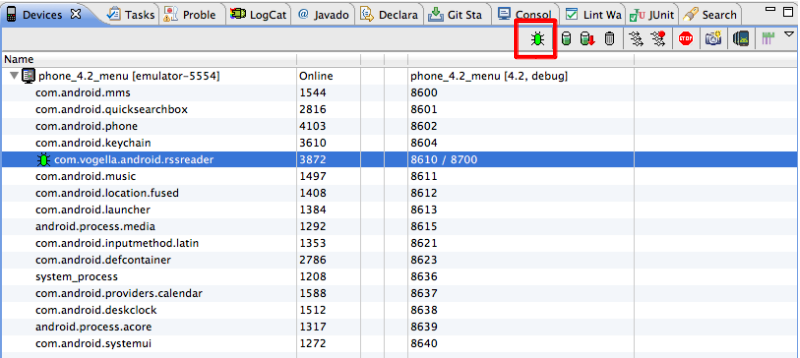 Devices Tasks Proble LogCat @ Javado Declara Git Sta Consol Lint Wa JUnit Search
STOP
Name
phone_4.2_menu [emulator-5554] Online phone_4.2_menu [4.2, debug]
com.android.mms 1544 8600
com.android.quicksearchbox 2816 8601
com.android.phone 4103 8602
com.android.keychain 3610 8604
com.vogella.android.rssreader 3872 8610 / 8700
com.android.music 1497 8611
com.android.location.fused 1408 8612
com.android.launcher 1384 8613
android.process.media 1292 8615
com.android.inputmethod.latin 1353 8621
com.android.defcontainer 2786 8623
system_process 1208 8636
com.android.providers.calendar 1588 8637
com.android.deskclock 1512 8638
android.process.acore 1317 8639
com.android.systemui 1272 8640